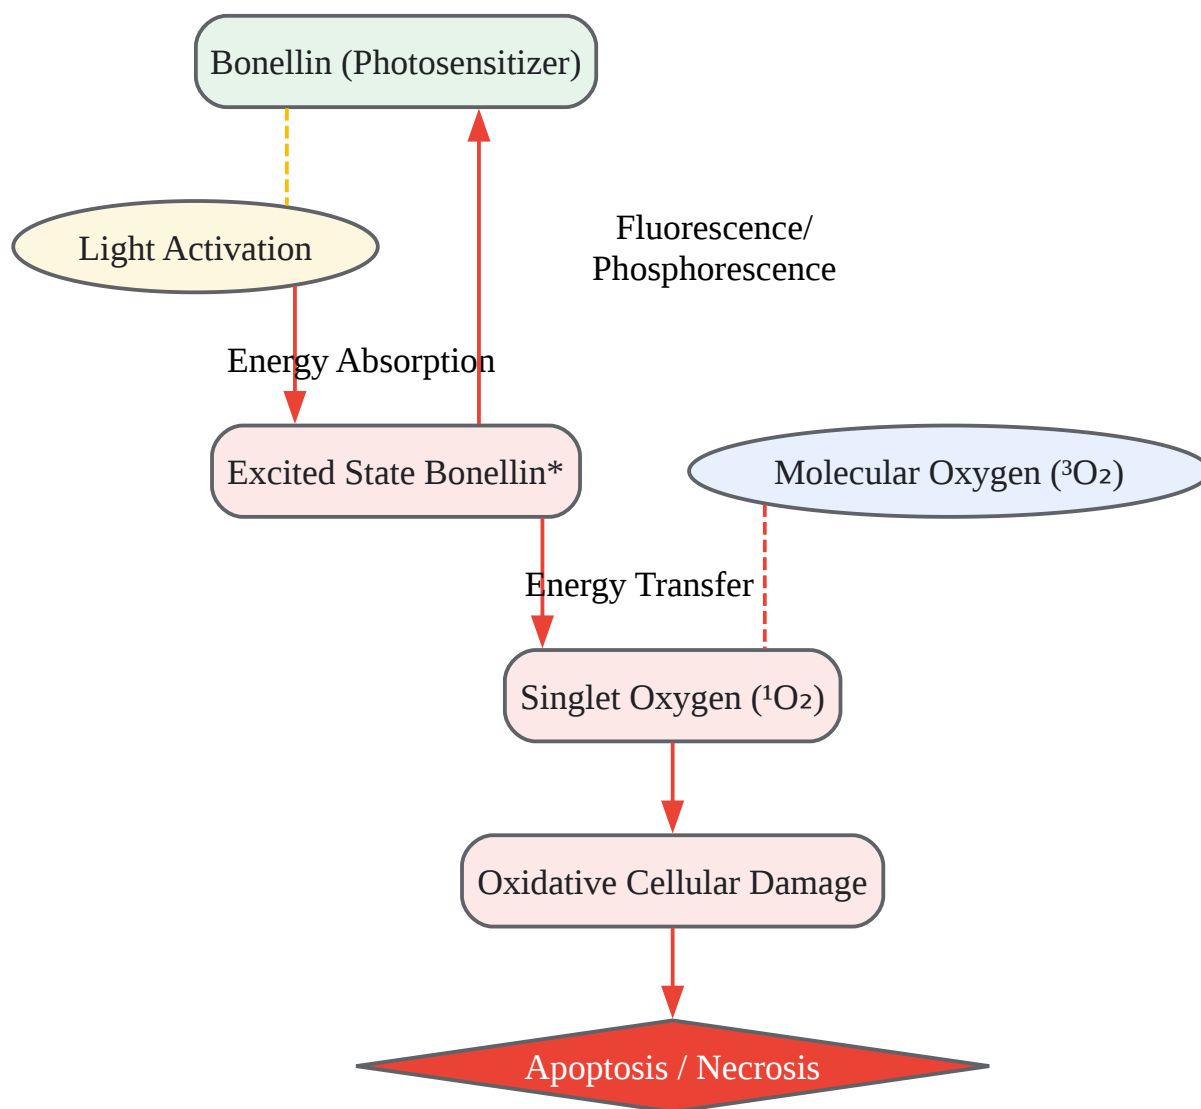 Bonellin (Photosensitizer)
Light Activation
Fluorescence/
Phosphorescence
Energy Absorption
Excited State Bonellin*
Molecular Oxygen (³O₂)
Energy Transfer
Singlet Oxygen (¹O₂)
Oxidative Cellular Damage
Apoptosis / Necrosis